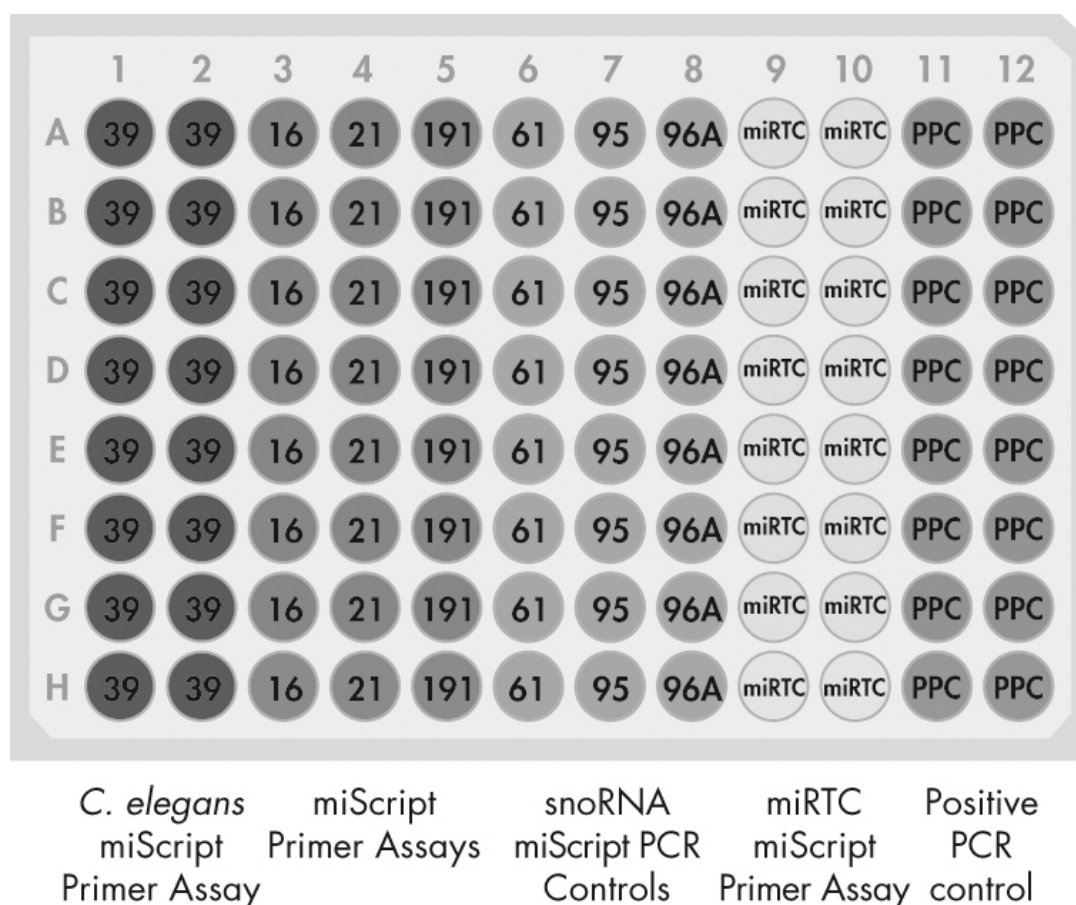 1 2 3 4 5 6 7 8 9 10 11 12
A 39 39 16 21 191 61 95 96A miRTC miRTC PPC PPC
B 39 39 16 21 191 61 95 96A miRTC miRTC PPC PPC
C 39 39 16 21 191 61 95 96A miRTC miRTC PPC PPC
D 39 39 16 21 191 61 95 96A miRTC miRTC PPC PPC
E 39 39 16 21 191 61 95 96A miRTC miRTC PPC PPC
F 39 39 16 21 191 61 95 96A miRTC miRTC PPC PPC
G 39 39 16 21 191 61 95 96A miRTC miRTC PPC PPC
H 39 39 16 21 191 61 95 96A miRTC miRTC PPC PPC
C. elegans
miScript
Primer Assay
miScript
Primer Assays
snoRNA
miScript PCR
Controls
miRTC
miScript
Primer Assay
Positive
PCR
control